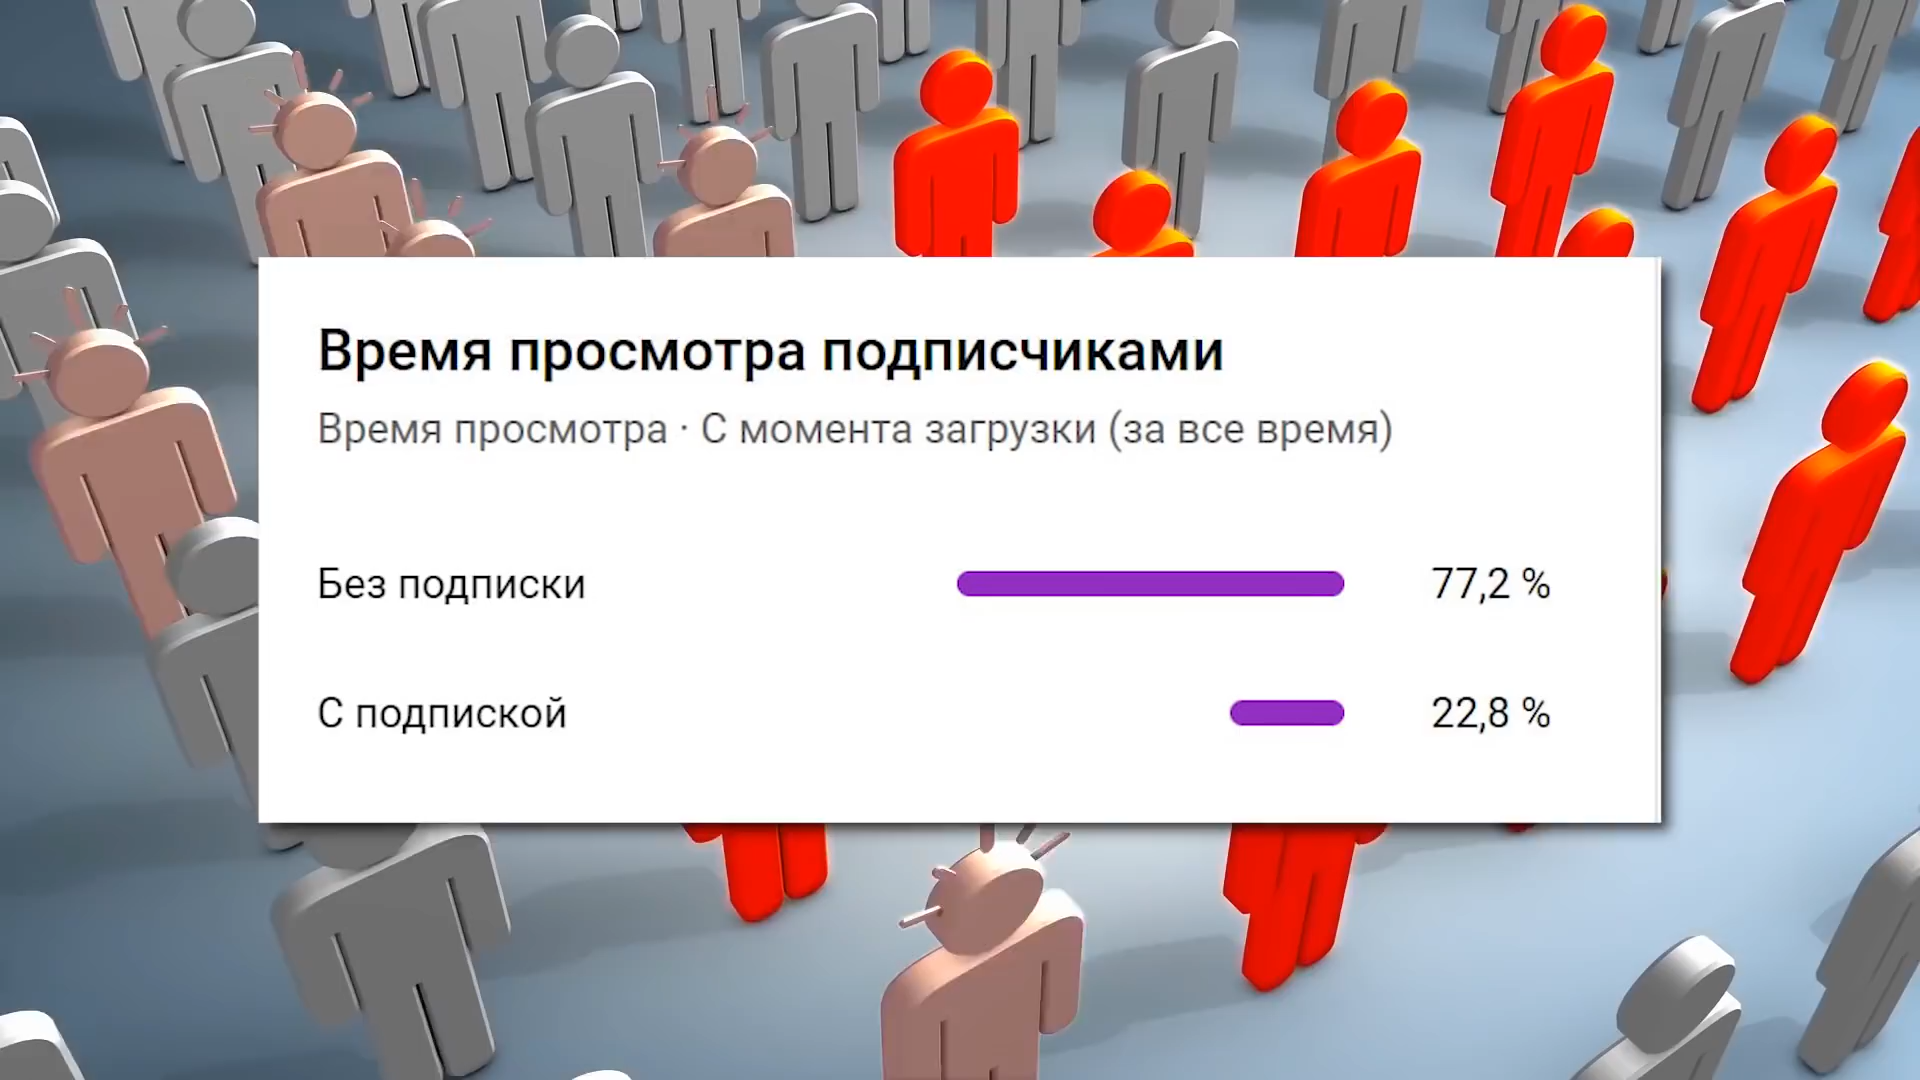 Время просмотра подписчиками
Время просмотра · С момента загрузки (за все время)
Без подписки 77,2 %
С подпиской 22,8 %